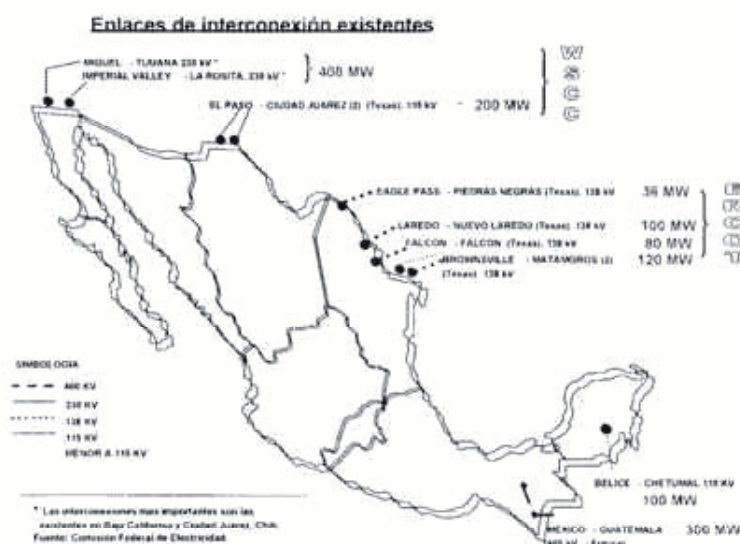 Enlaces de interconexión existentes
MIGUEL - TIJUANA 230 kV *
IMPERIAL VALLEY - LA ROSITA, 230 kV *
400 MW
W
S
C
C
EL PASO - CIUDAD JUAREZ (2) (Texas). 115 kV - 200 MW
EAGLE PASS - PIEDRAS NEGRAS (Texas). 138 kV 36 MW
LAREDO - NUEVO LAREDO (Texas). 138 kV 100 MW
FALCON - FALCON (Texas). 138 kV 80 MW
BROWNSVILLE - MATAMOROS (2) 120 MW
(Texas). 138 kV
E
R
C
O
T
SIMBOLOGIA
400 KV
230 KV
138 KV
115 KV
MENOR A 115 KV
BELICE - CHETUMAL 115 KV
100 MW
MEXICO - GUATEMALA 300 MW
* Las interconexiones mas importantes son las
existentes en Baja California y Ciudad Juarez, Chih.
Fuente: Comisión Federal de Electricidad.